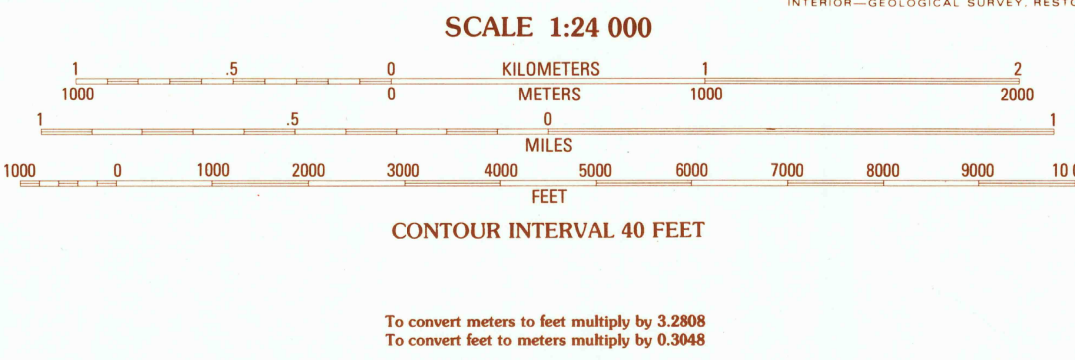 INTERIOR—GEOLOGICAL SURVEY, RESTO
SCALE 1:24 000
1 .5 0 KILOMETERS 1 2
1000 0 METERS 1000 2000
1 .5 0 1
MILES
1000 0 1000 2000 3000 4000 5000 6000 7000 8000 9000 10 0
FEET
CONTOUR INTERVAL 40 FEET
To convert meters to feet multiply by 3.2808
To convert feet to meters multiply by 0.3048